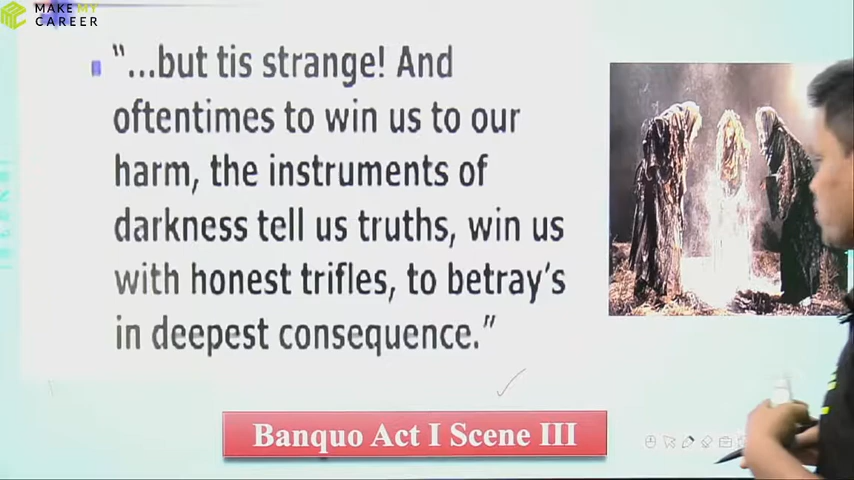 MAKE MY
CAREER
“...but tis strange! And
oftentimes to win us to our
harm, the instruments of
darkness tell us truths, win us
with honest trifles, to betray’s
in deepest consequence.”
Banquo Act I Scene III